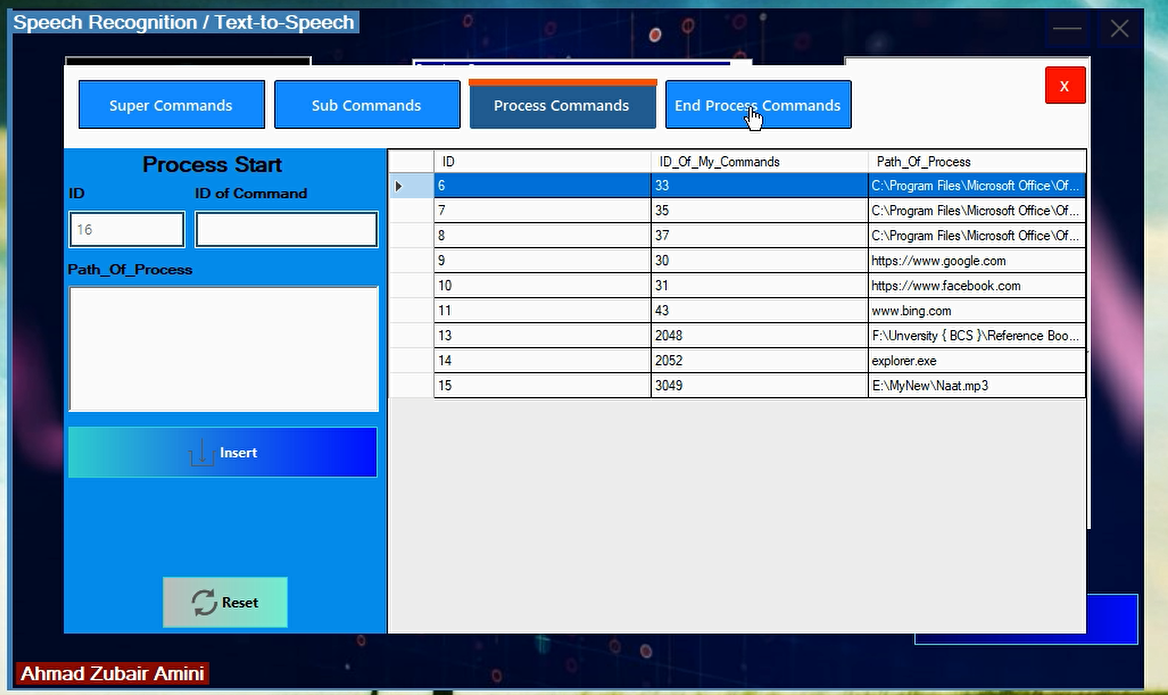 Speech Recognition / Text-to-Speech
Super Commands
Sub Commands
Process Commands
End Process Commands
x
Process Start
ID
ID of Command
16
Path_Of_Process
Insert
Reset
ID ID_Of_My_Commands Path_Of_Process
6 33 C:\Program Files\Microsoft Office\Of...
7 35 C:\Program Files\Microsoft Office\Of...
8 37 C:\Program Files\Microsoft Office\Of...
9 30 https://www.google.com
10 31 https://www.facebook.com
11 43 www.bing.com
13 2048 F:\Unversity { BCS }\Reference Boo...
14 2052 explorer.exe
15 3049 E:\MyNew\Naat.mp3
Ahmad Zubair Amini